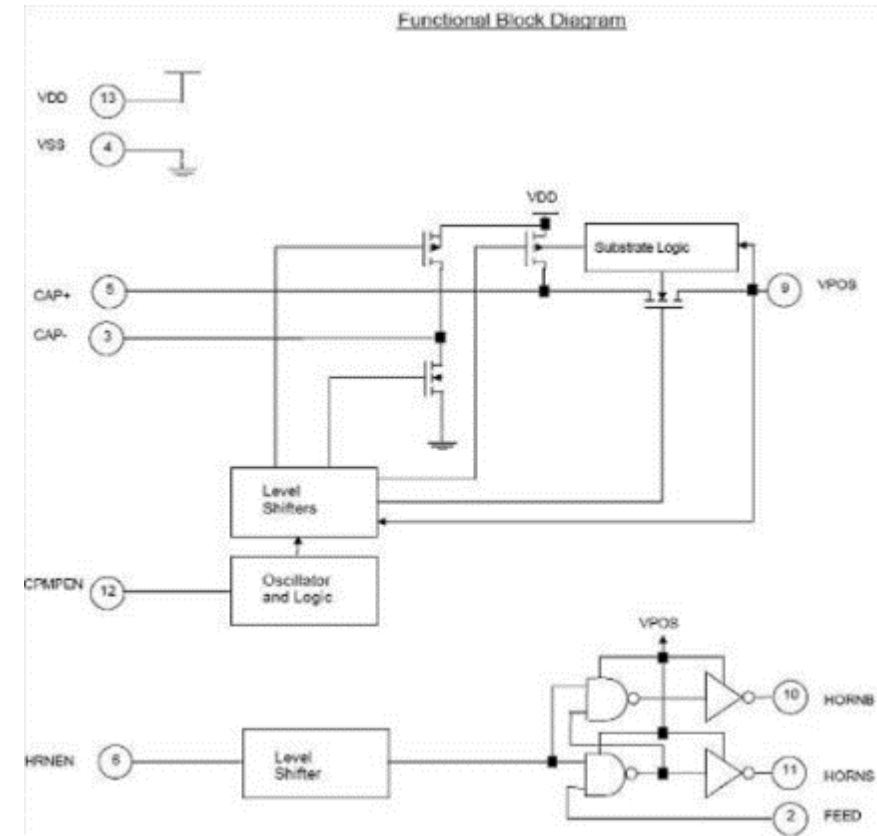 Functional Block Diagram
VDD 13
VSS 4
VDD
Substrate Logic
CAP+ 5
9 VPOS
CAP- 3
Level
Shifters
CPMPEN 12
Oscillator
and Logic
VPOS
10 HORNB
HRNEN 6
Level
Shifter
11 HORNS
2 FEED